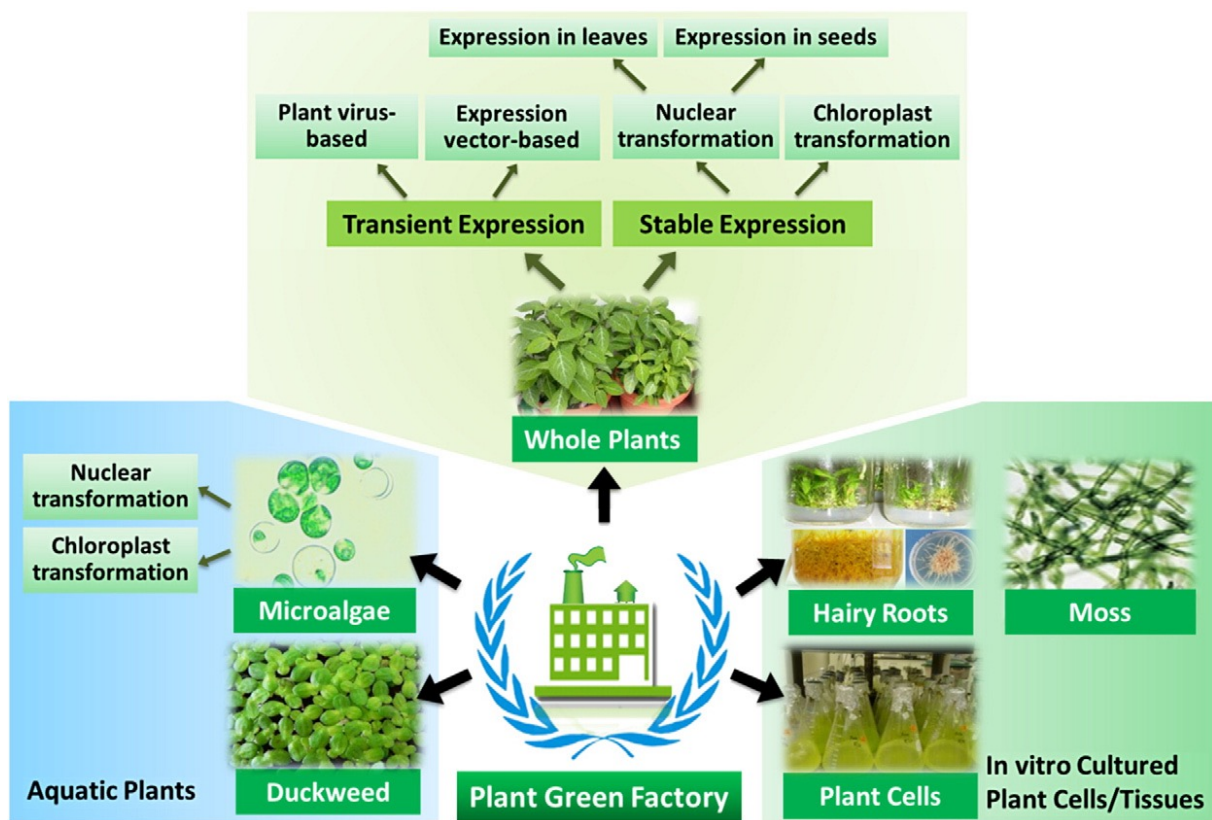 Expression in leaves
Expression in seeds
Plant virus-
based
Expression
vector-based
Nuclear
transformation
Chloroplast
transformation
Transient Expression
Stable Expression
Whole Plants
Nuclear
transformation
Chloroplast
transformation
Microalgae
Hairy Roots
Moss
Aquatic Plants
Duckweed
Plant Green Factory
Plant Cells
In vitro Cultured
Plant Cells/Tissues